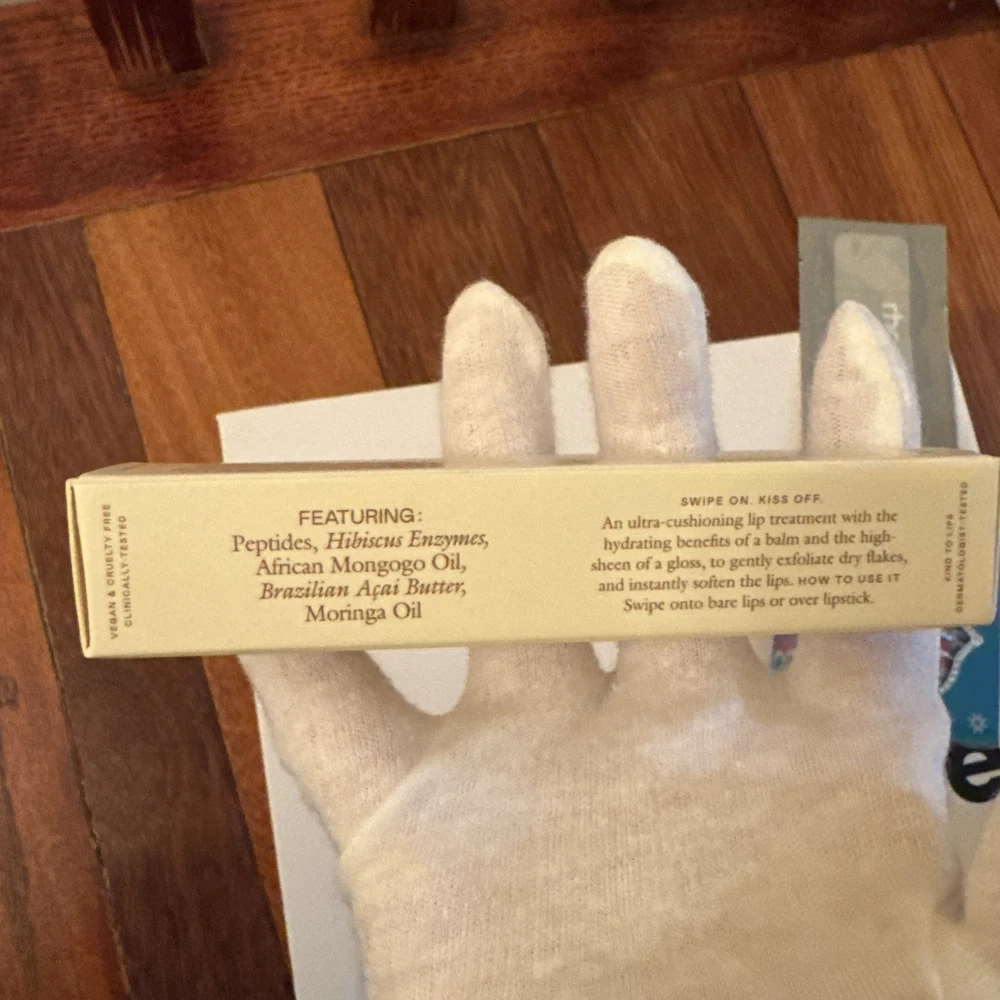 VEGAN & CRUELTY FREE
CLINICALLY-TESTED
FEATURING:
Peptides, Hibiscus Enzymes,
African Mongogo Oil,
Brazilian Açaí Butter,
Moringa Oil
SWIPE ON. KISS OFF.
An ultra-cushioning lip treatment with the
hydrating benefits of a balm and the high-
sheen of a gloss, to gently exfoliate dry flakes,
and instantly soften the lips. HOW TO USE IT
Swipe onto bare lips or over lipstick.
KIND TO LIPS
DERMATOLOGIST-TESTED
e